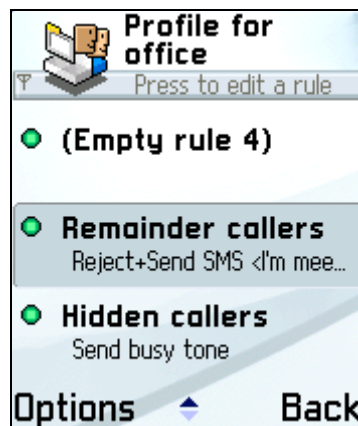 Profile for
office
Press to edit a rule
(Empty rule 4)
Remainder callers
Reject+Send SMS <I'm mee...
Hidden callers
Send busy tone
Options
Back